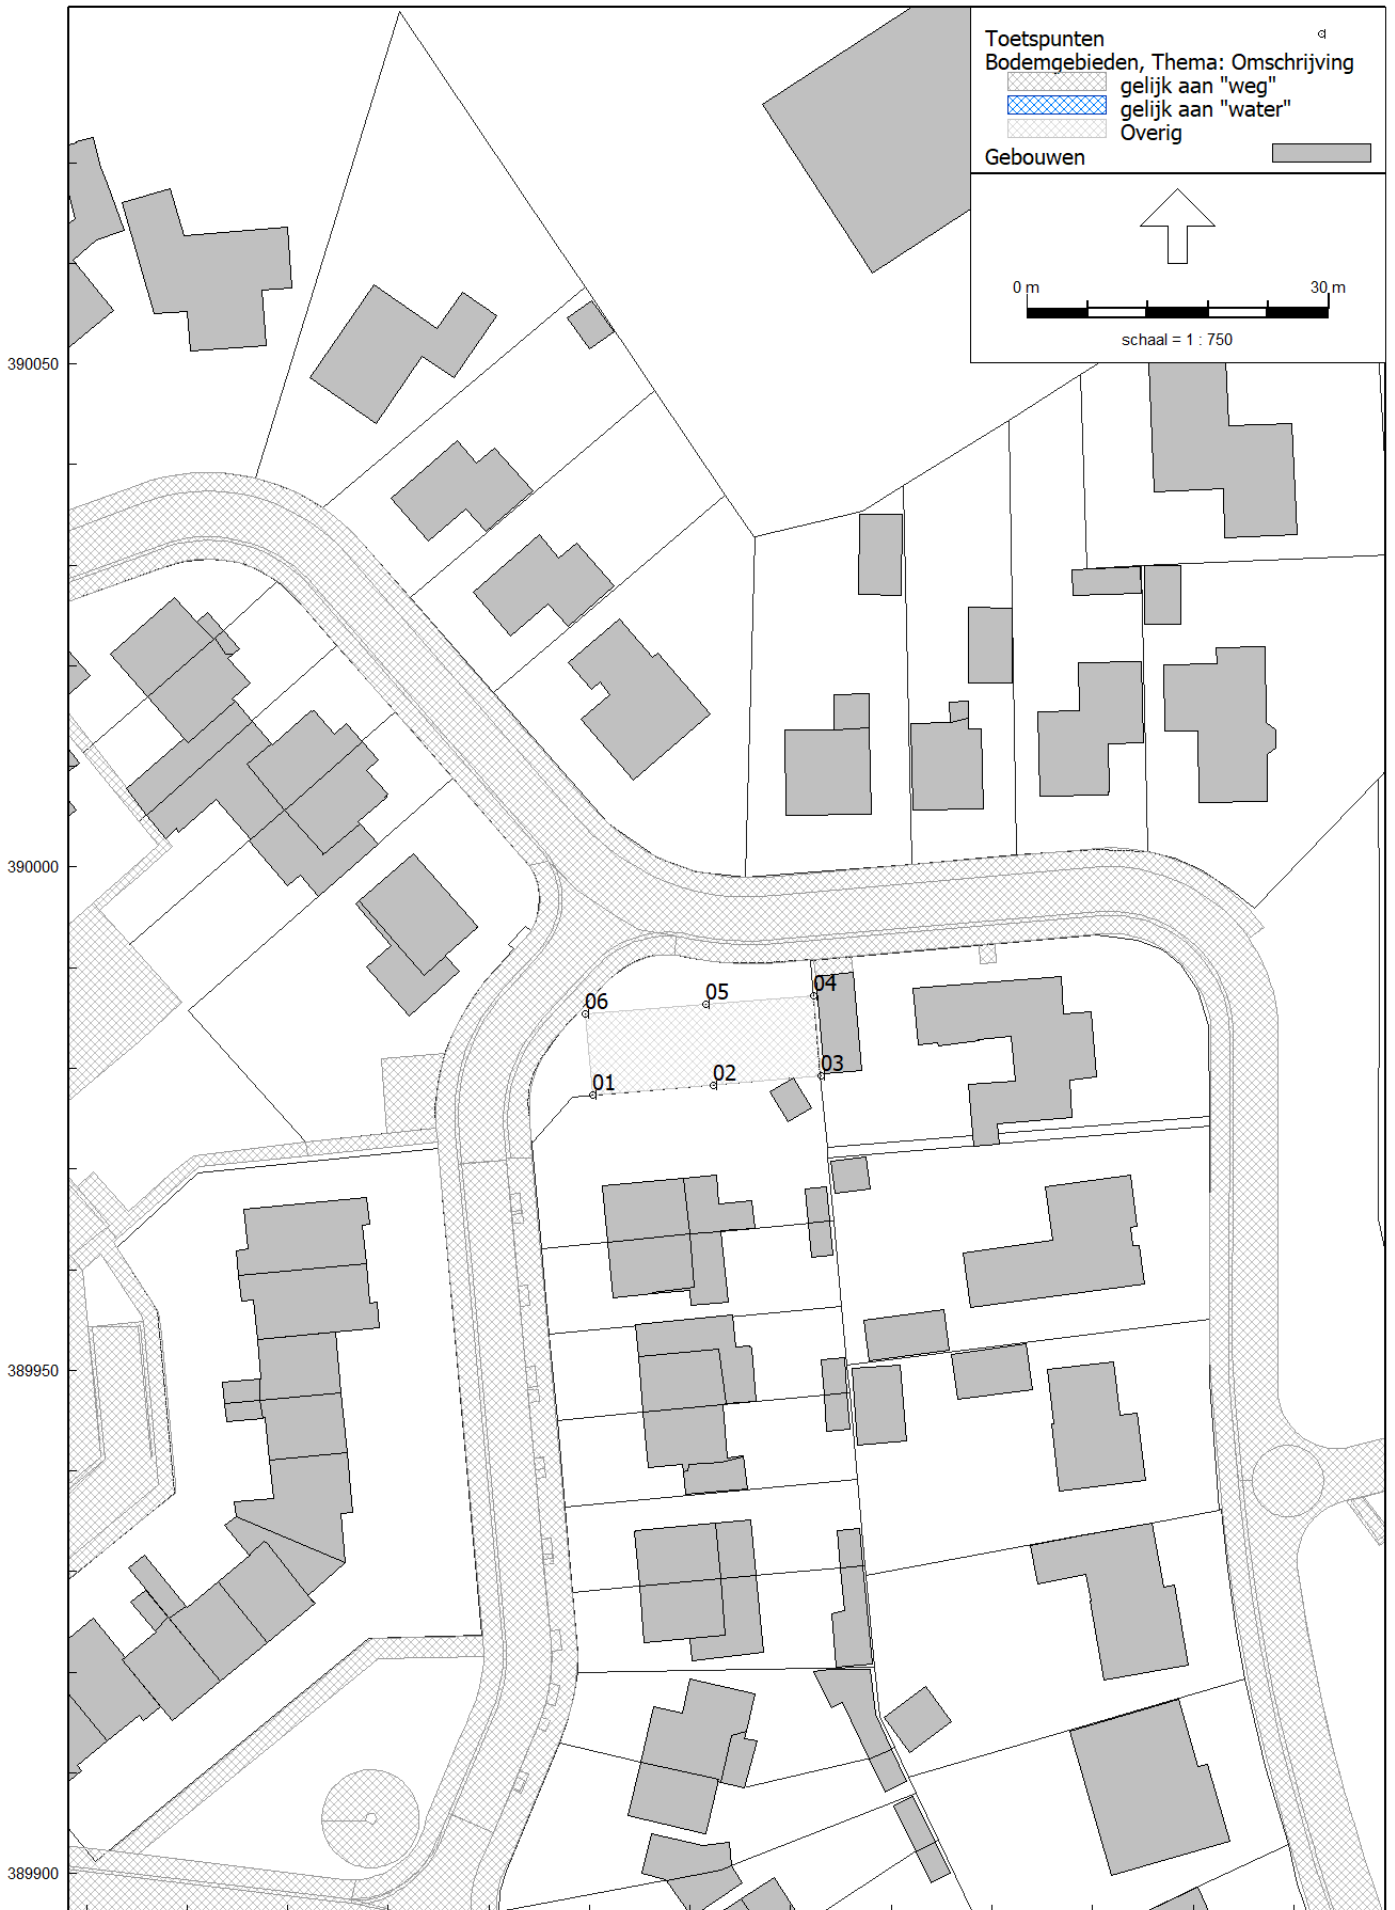 Toetspunten
Bodemgebieden, Thema: Omschrijving
gelijk aan "weg"
gelijk aan "water"
Overig
Gebouwen
0 m 30 m
schaal = 1 : 750
390050
390000
04
05
06
03
02
01
389950
389900